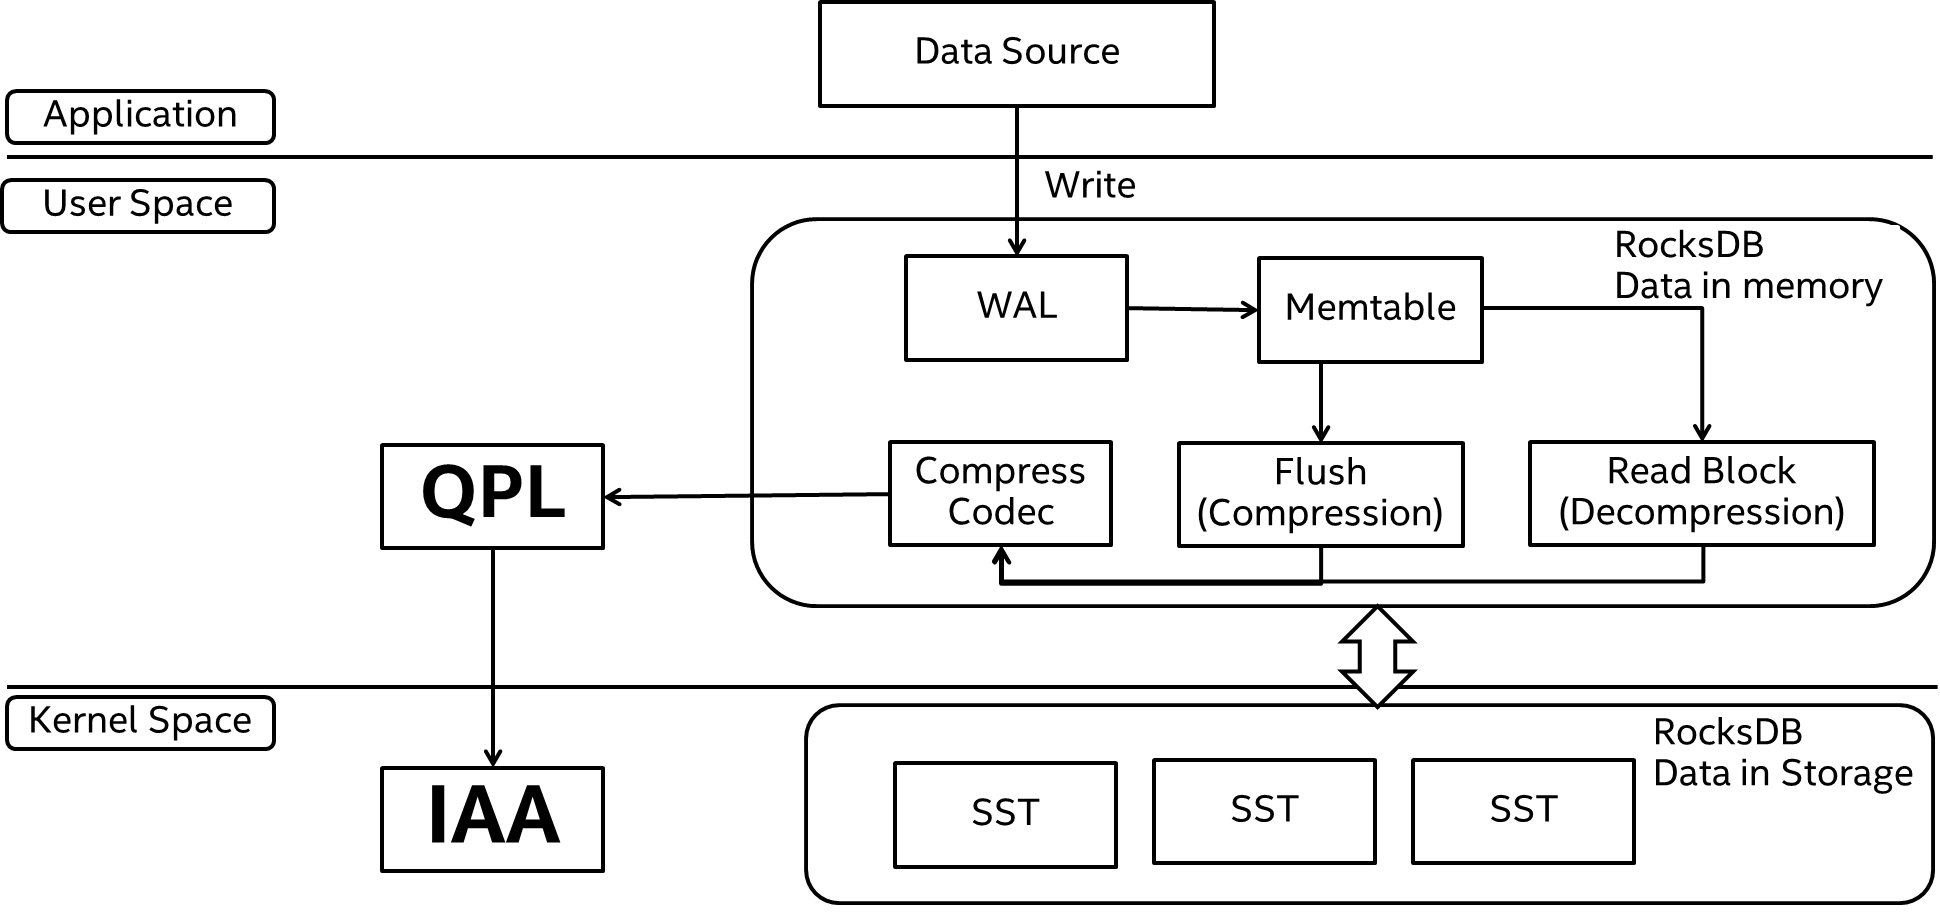 Data Source
Application
User Space
Write
RocksDB
Data in memory
WAL
Memtable
QPL
Compress
Codec
Flush
(Compression)
Read Block
(Decompression)
Kernel Space
IAA
RocksDB
Data in Storage
SST
SST
SST